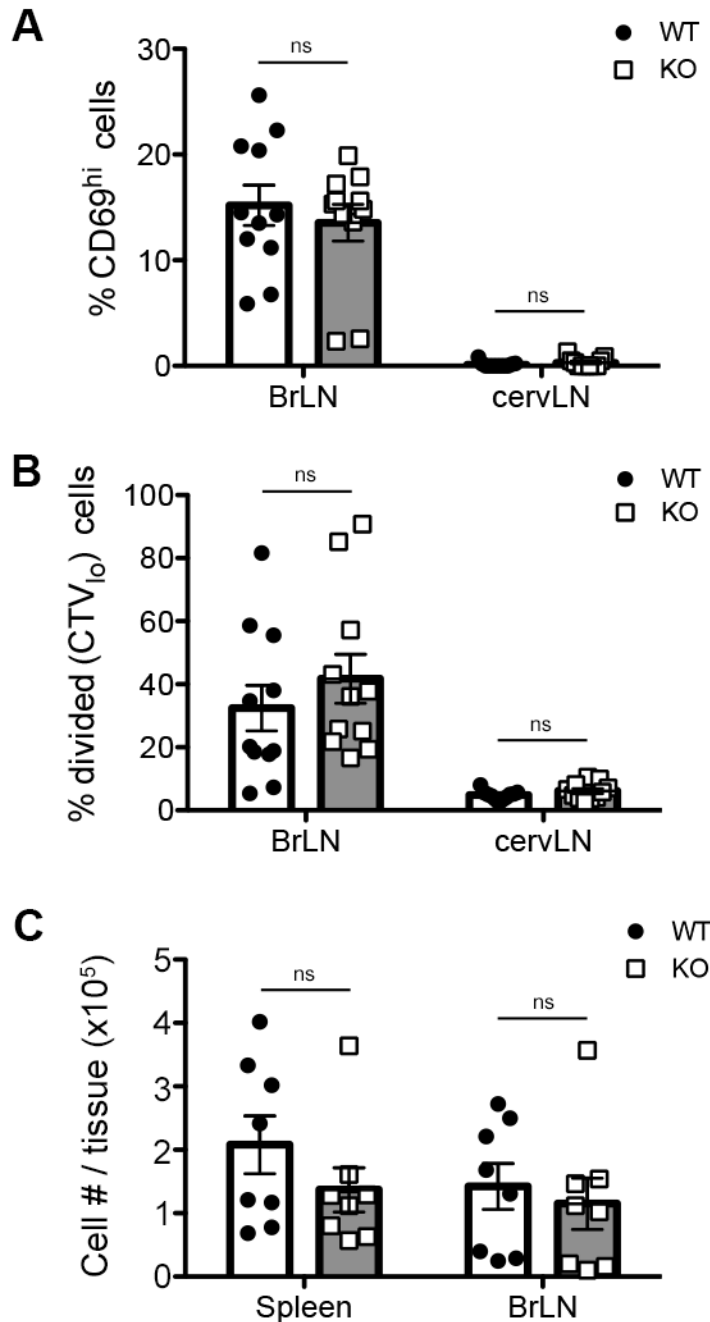 A
WT
KO
ns
ns
30
20
10
0
% CD69hi cells
BrLN cervLN
B
WT
KO
ns
ns
100
80
60
40
20
0
% divided (CTVlo) cells
BrLN cervLN
C
WT
KO
ns
ns
5
4
3
2
1
0
Cell # / tissue (x10⁵)
Spleen BrLN